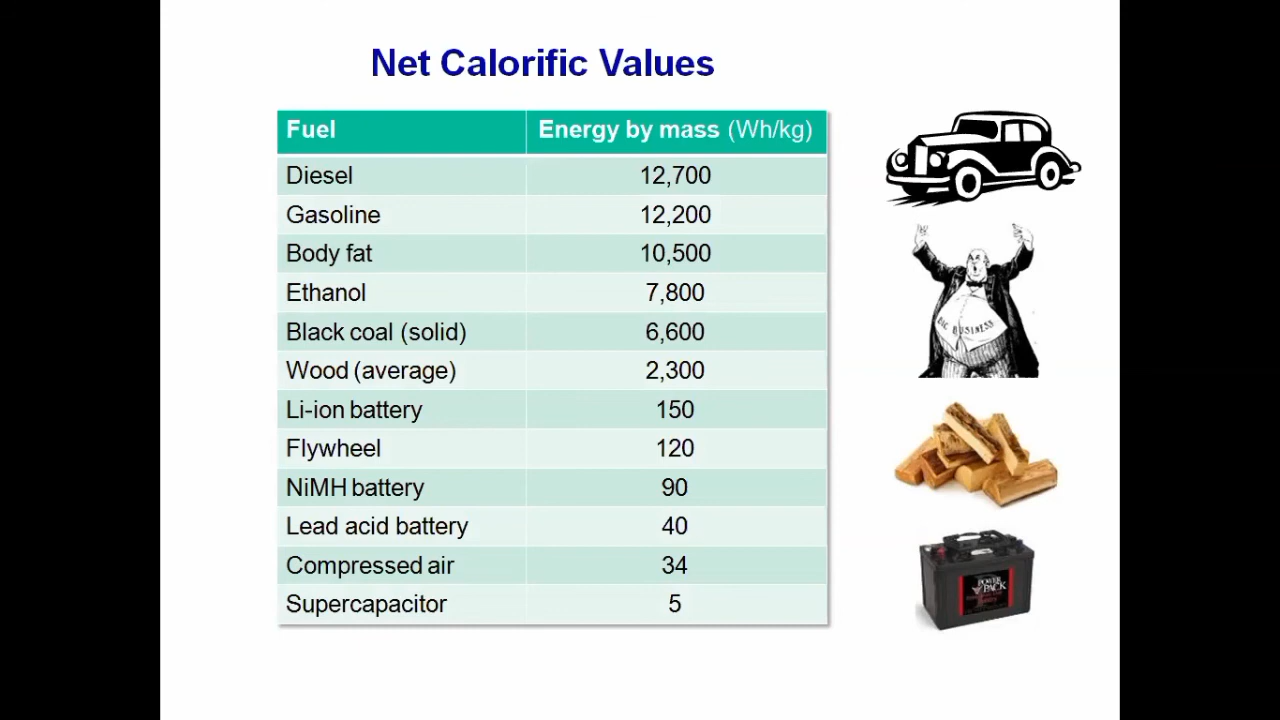 Net Calorific Values
Fuel Energy by mass (Wh/kg)
Diesel 12,700
Gasoline 12,200
Body fat 10,500
Ethanol 7,800
Black coal (solid) 6,600
Wood (average) 2,300
Li-ion battery 150
Flywheel 120
NiMH battery 90
Lead acid battery 40
Compressed air 34
Supercapacitor 5
BIG BUSINESS
POWER
PACK